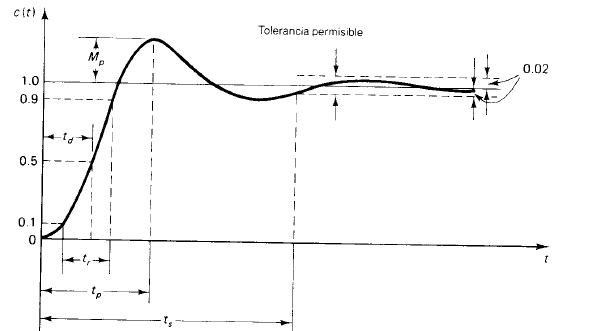 c(t)
Tolerancia permisible
M_p
0.02
1.0
0.9
t_d
0.5
0.1
0
t_r
t
t_p
t_s